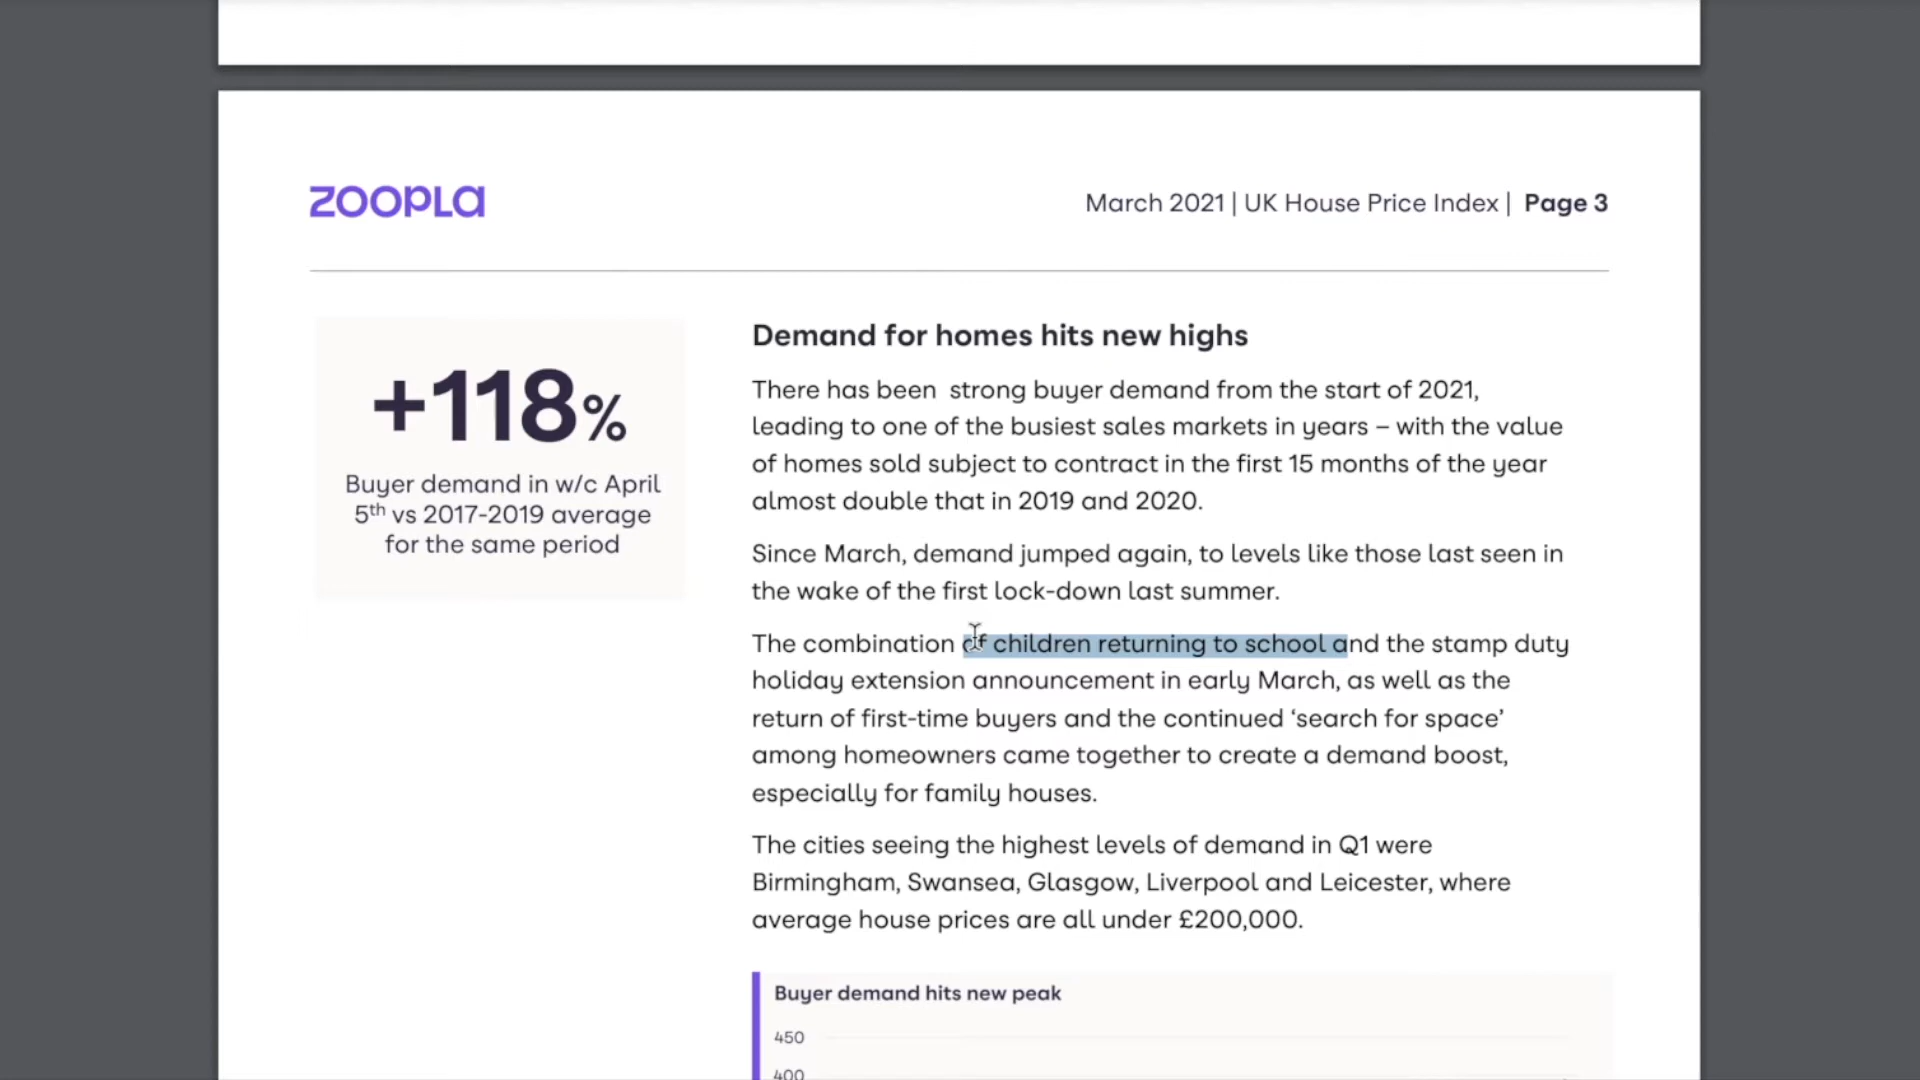 ZOOPLA
March 2021 | UK House Price Index | Page 3
+118%
Buyer demand in w/c April
5th vs 2017-2019 average
for the same period
Demand for homes hits new highs
There has been  strong buyer demand from the start of 2021,
leading to one of the busiest sales markets in years – with the value
of homes sold subject to contract in the first 15 months of the year
almost double that in 2019 and 2020.
Since March, demand jumped again, to levels like those last seen in
the wake of the first lock-down last summer.
The combination of children returning to school and the stamp duty
holiday extension announcement in early March, as well as the
return of first-time buyers and the continued ‘search for space’
among homeowners came together to create a demand boost,
especially for family houses.
The cities seeing the highest levels of demand in Q1 were
Birmingham, Swansea, Glasgow, Liverpool and Leicester, where
average house prices are all under £200,000.
Buyer demand hits new peak
450
400